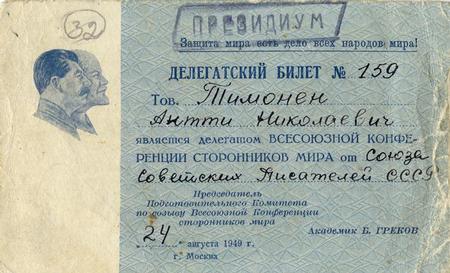 32
ПРЕЗИДИУМ
Защита мира есть дело всех народов мира!
ДЕЛЕГАТСКИЙ БИЛЕТ № 159
Тов. Тимонен
Антти Николаевич
является делегатом ВСЕСОЮЗНОЙ КОНФЕ-
РЕНЦИИ СТОРОННИКОВ МИРА от Союза
Советских Писателей СССР
Председатель
Подготовительного Комитета
по созыву Всесоюзной Конференции
сторонников мира
Академик Б. ГРЕКОВ
„24“ августа 1949 г.
г. Москва